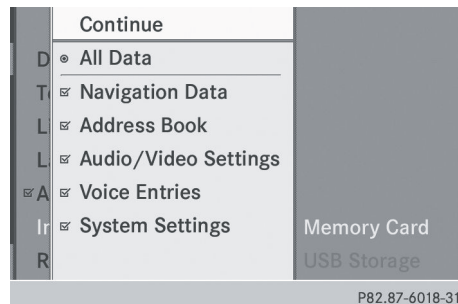 Continue
All Data
Navigation Data
Address Book
Audio/Video Settings
Voice Entries
System Settings
Memory Card
USB Storage
P82.87-6018-31